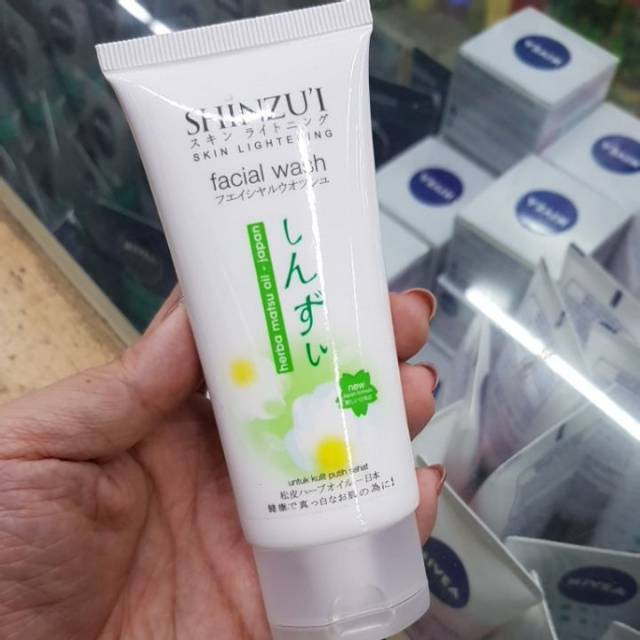 SHINZU'I
スキン ライトニング
SKIN LIGHTENING
facial wash
フエイシヤルウオツシユ
herba matsu oil - japan
しんずい
new
untuk kulit putih sehat
松皮ハーブオイルー日本
健康で真っ白なお肌の為に!
NIVEA
NIVEA
NIVEA
NIVEA
NIVEA
NIVEA